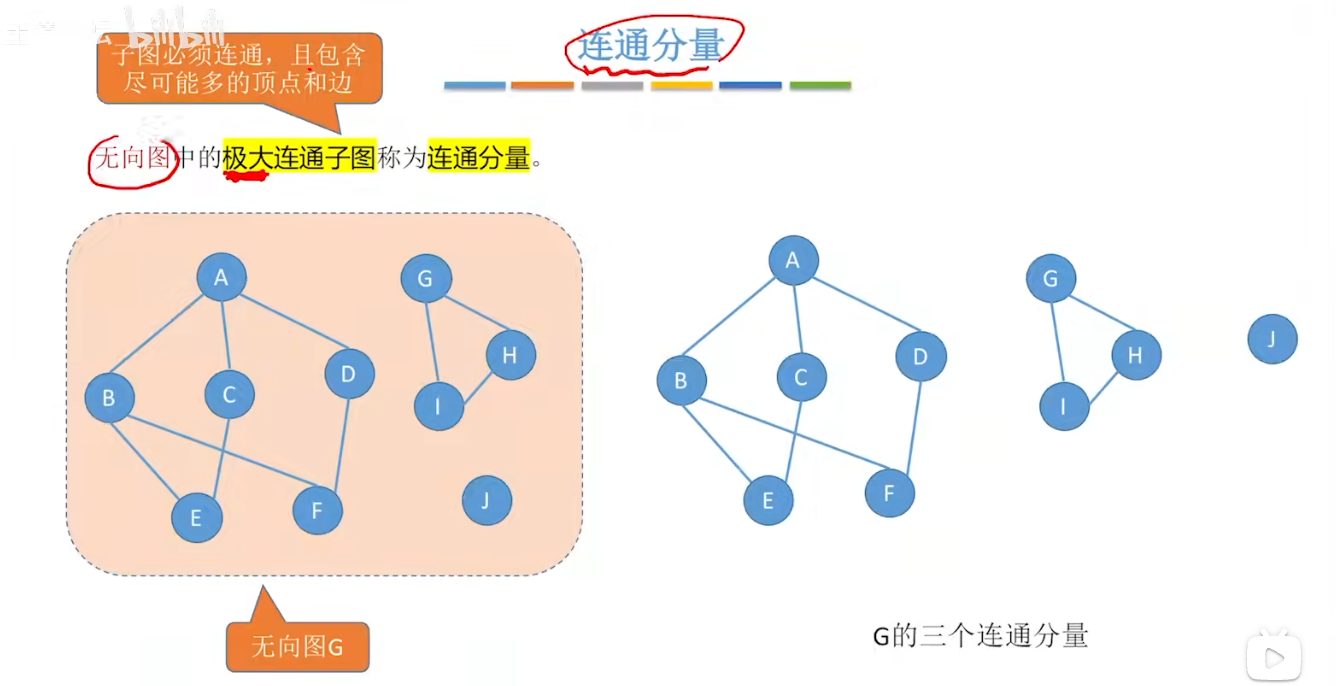 bilibili
连通分量
子图必须连通，且包含
尽可能多的顶点和边
无向图中的极大连通子图称为连通分量。
A
G
H
D
B
C
I
E
F
J
A
G
J
H
D
B
C
I
E
F
无向图G
G的三个连通分量